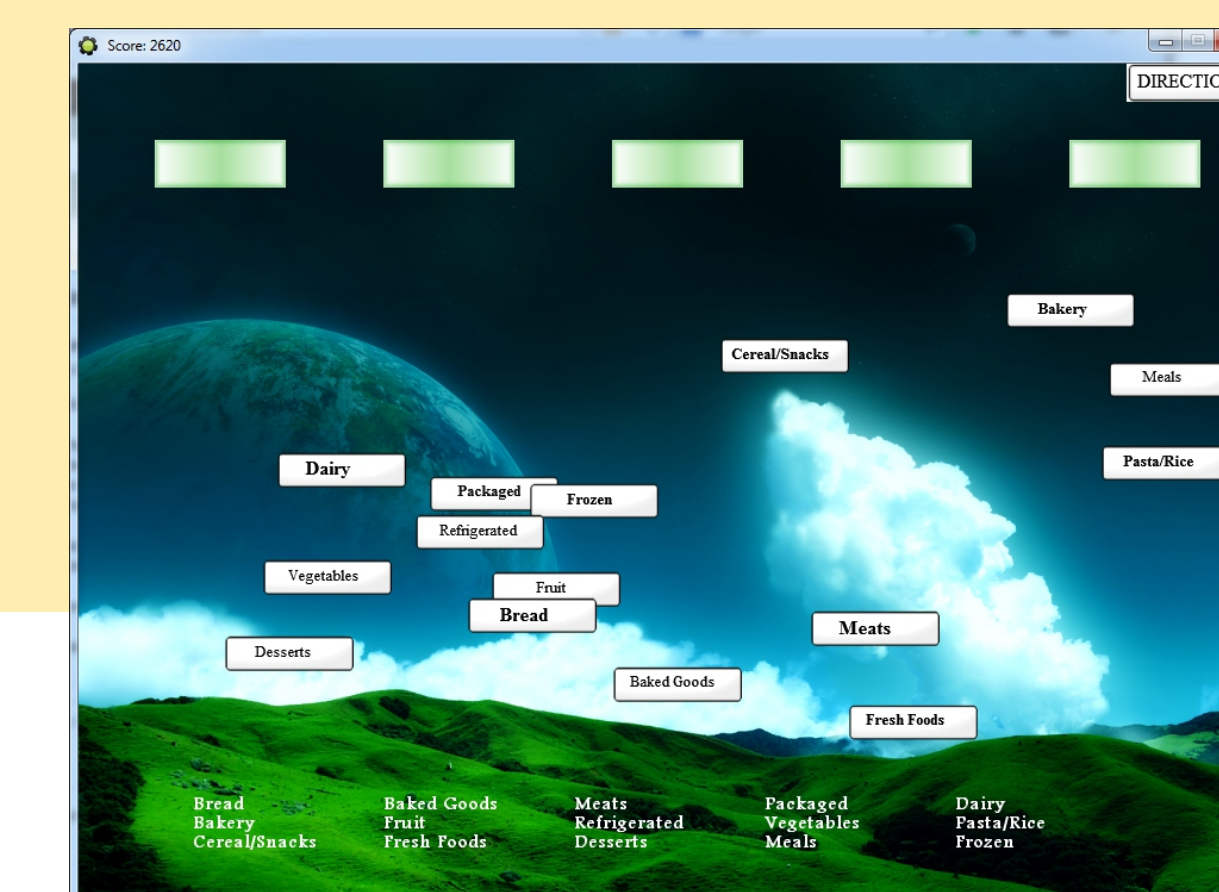 Score: 2620
DIRECTIO
Bakery
Cereal/Snacks
Meals
Pasta/Rice
Dairy
Packaged
Frozen
Refrigerated
Vegetables
Fruit
Bread
Meats
Desserts
Baked Goods
Fresh Foods
Bread
Bakery
Cereal/Snacks
Baked Goods
Fruit
Fresh Foods
Meats
Refrigerated
Desserts
Packaged
Vegetables
Meals
Dairy
Pasta/Rice
Frozen